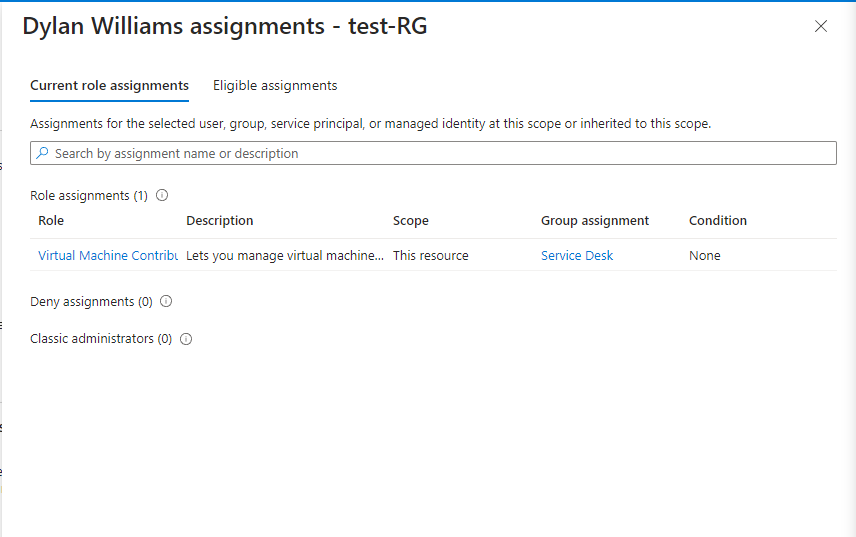 Dylan Williams assignments - test-RG
Current role assignments Eligible assignments
Assignments for the selected user, group, service principal, or managed identity at this scope or inherited to this scope.
Search by assignment name or description
Role assignments (1)
Role Description Scope Group assignment Condition
Virtual Machine Contribu Lets you manage virtual machine... This resource Service Desk None
Deny assignments (0)
Classic administrators (0)